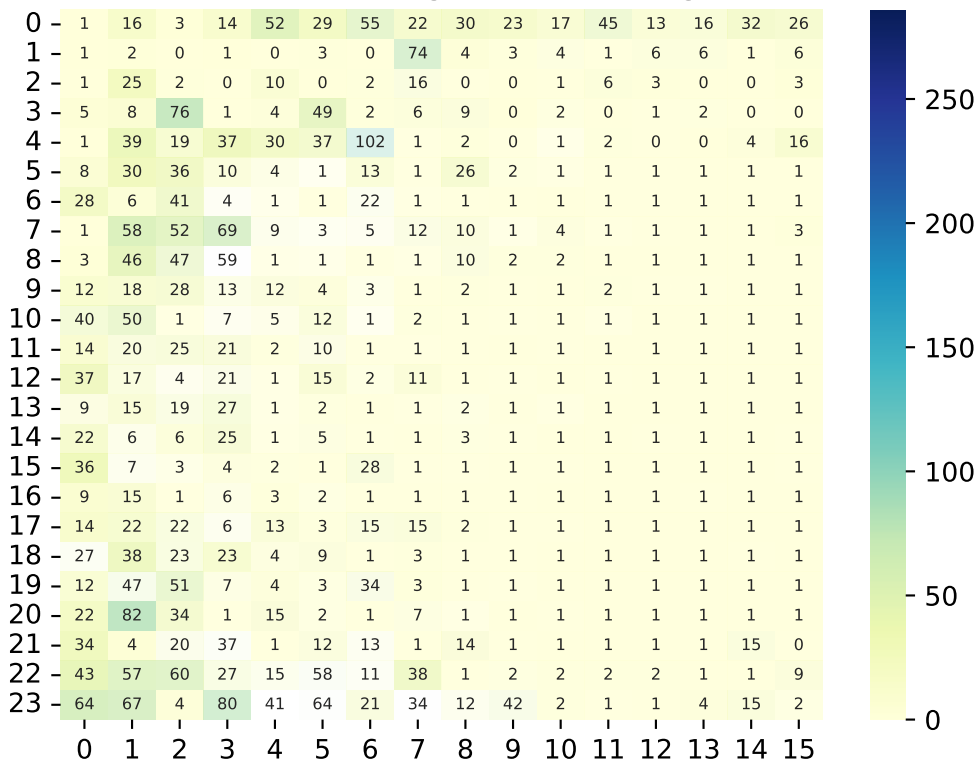 0 1 16 3 14 52 29 55 22 30 23 17 45 13 16 32 26
1 1 2 0 1 0 3 0 74 4 3 4 1 6 6 1 6
2 1 25 2 0 10 0 2 16 0 0 1 6 3 0 0 3
250
3 5 8 76 1 4 49 2 6 9 0 2 0 1 2 0 0
4 1 39 19 37 30 37 102 1 2 0 1 2 0 0 4 16
5 8 30 36 10 4 1 13 1 26 2 1 1 1 1 1 1
6 28 6 41 4 1 1 22 1 1 1 1 1 1 1 1 1
200
7 1 58 52 69 9 3 5 12 10 1 4 1 1 1 1 3
8 3 46 47 59 1 1 1 1 10 2 2 1 1 1 1 1
9 12 18 28 13 12 4 3 1 2 1 1 2 1 1 1 1
10 40 50 1 7 5 12 1 2 1 1 1 1 1 1 1 1
11 14 20 25 21 2 10 1 1 1 1 1 1 1 1 1 1
150
12 37 17 4 21 1 15 2 11 1 1 1 1 1 1 1 1
13 9 15 19 27 1 2 1 1 2 1 1 1 1 1 1 1
14 22 6 6 25 1 5 1 1 3 1 1 1 1 1 1 1
15 36 7 3 4 2 1 28 1 1 1 1 1 1 1 1 1
100
16 9 15 1 6 3 2 1 1 1 1 1 1 1 1 1 1
17 14 22 22 6 13 3 15 15 2 1 1 1 1 1 1 1
18 27 38 23 23 4 9 1 3 1 1 1 1 1 1 1 1
19 12 47 51 7 4 3 34 3 1 1 1 1 1 1 1 1
50
20 22 82 34 1 15 2 1 7 1 1 1 1 1 1 1 1
21 34 4 20 37 1 12 13 1 14 1 1 1 1 1 15 0
22 43 57 60 27 15 58 11 38 1 2 2 2 2 1 1 9
23 64 67 4 80 41 64 21 34 12 42 2 1 1 4 15 2
0
0 1 2 3 4 5 6 7 8 9 10 11 12 13 14 15